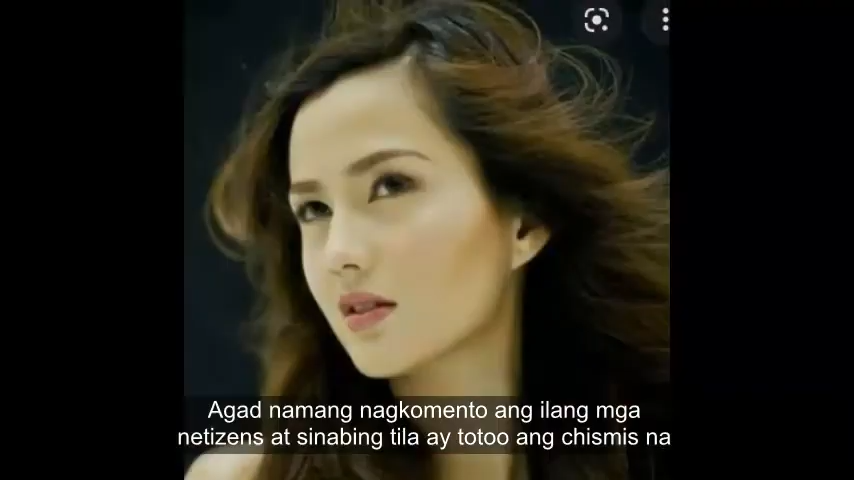 Agad namang nagkomento ang ilang mga
netizens at sinabing tila ay totoo ang chismis na